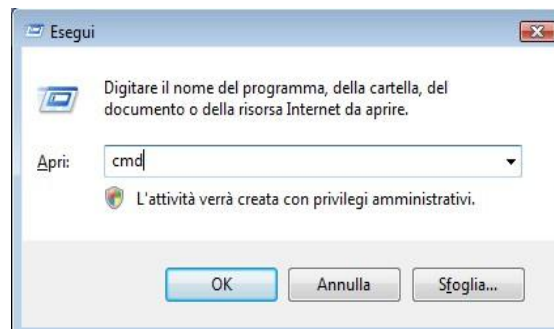 Esegui
Digitare il nome del programma, della cartella, del
documento o della risorsa Internet da aprire.
Apri: cmd
L'attività verrà creata con privilegi amministrativi.
OK Annulla Sfoglia...